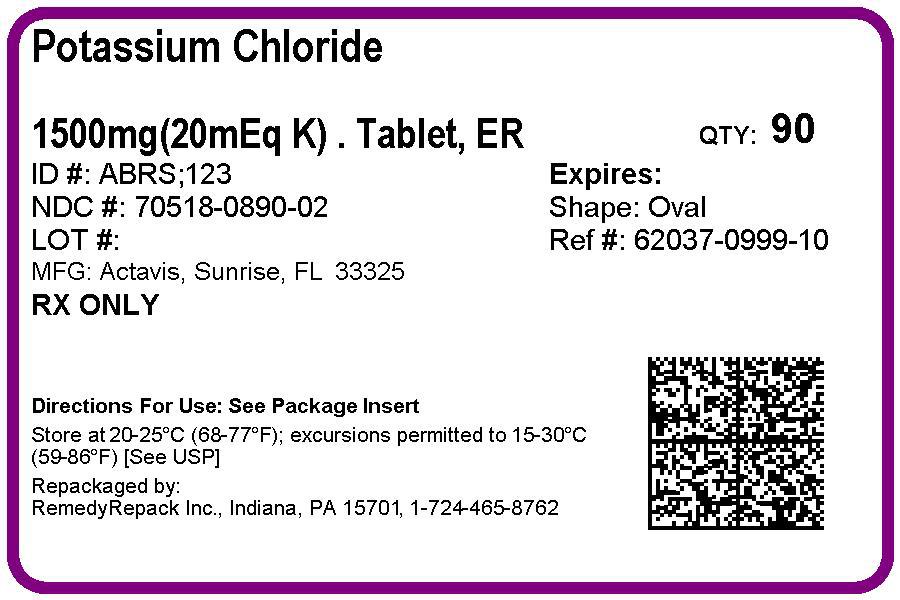 Potassium Chloride
1500mg(20mEq K) . Tablet, ER
QTY: 90
ID #: ABRS;123
NDC #: 70518-0890-02
LOT #:
MFG: Actavis, Sunrise, FL 33325
RX ONLY
Expires:
Shape: Oval
Ref #: 62037-0999-10
Directions For Use: See Package Insert
Store at 20-25°C (68-77°F); excursions permitted to 15-30°C
(59-86°F) [See USP]
Repackaged by:
RemedyRepack Inc., Indiana, PA 15701, 1-724-465-8762